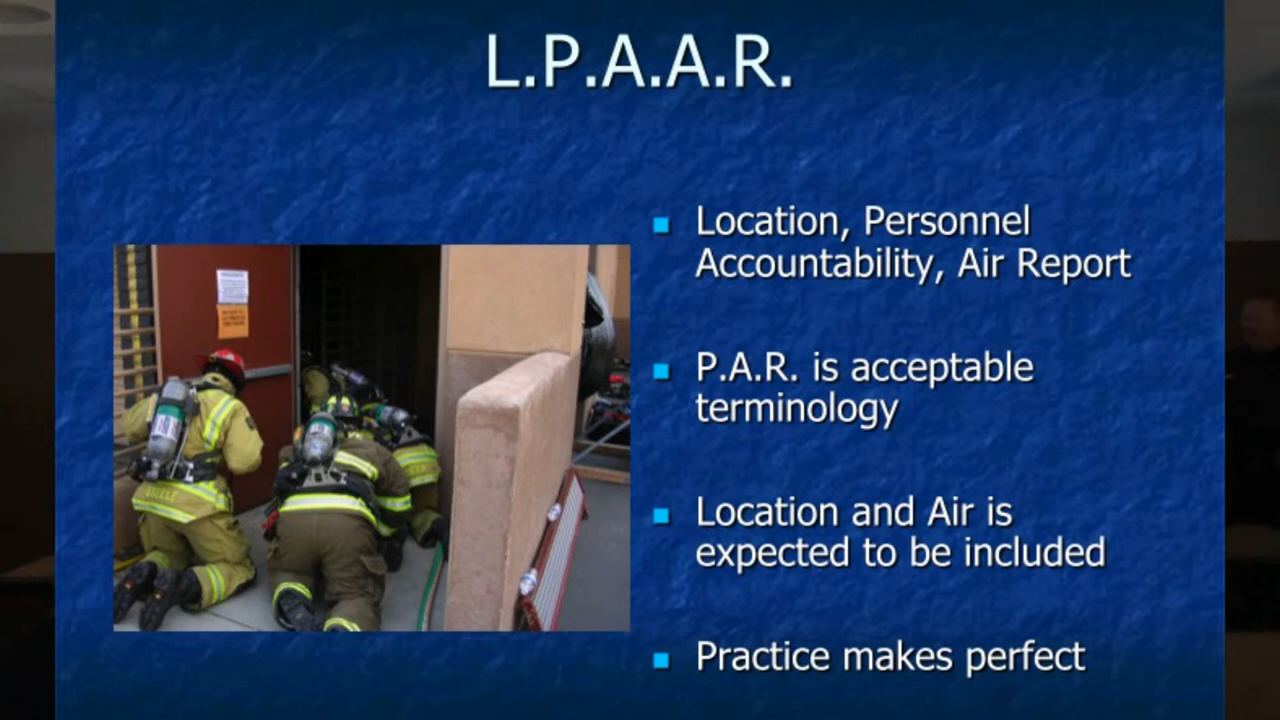 L.P.A.A.R.
Location, Personnel
Accountability, Air Report
P.A.R. is acceptable
terminology
Location and Air is
expected to be included
Practice makes perfect